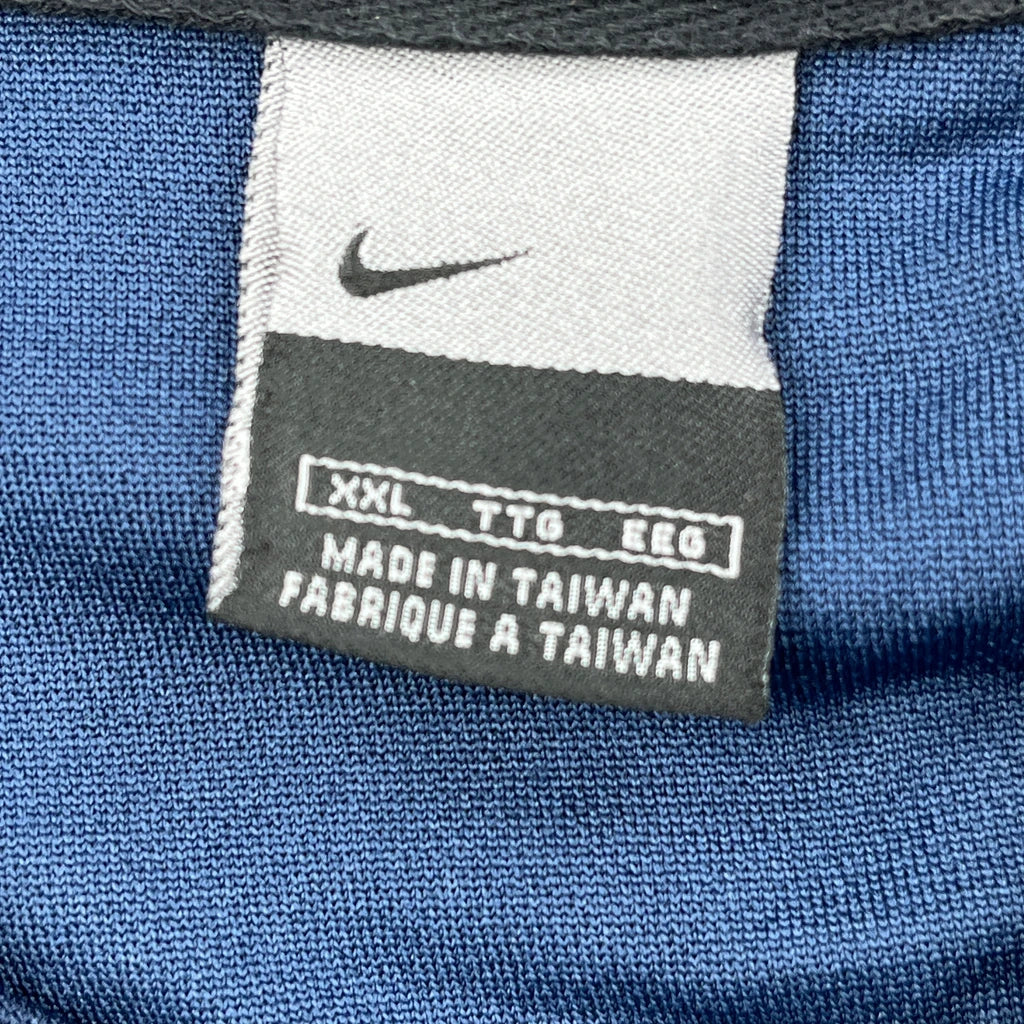 XXL TTG EEG
MADE IN TAIWAN
FABRIQUE A TAIWAN